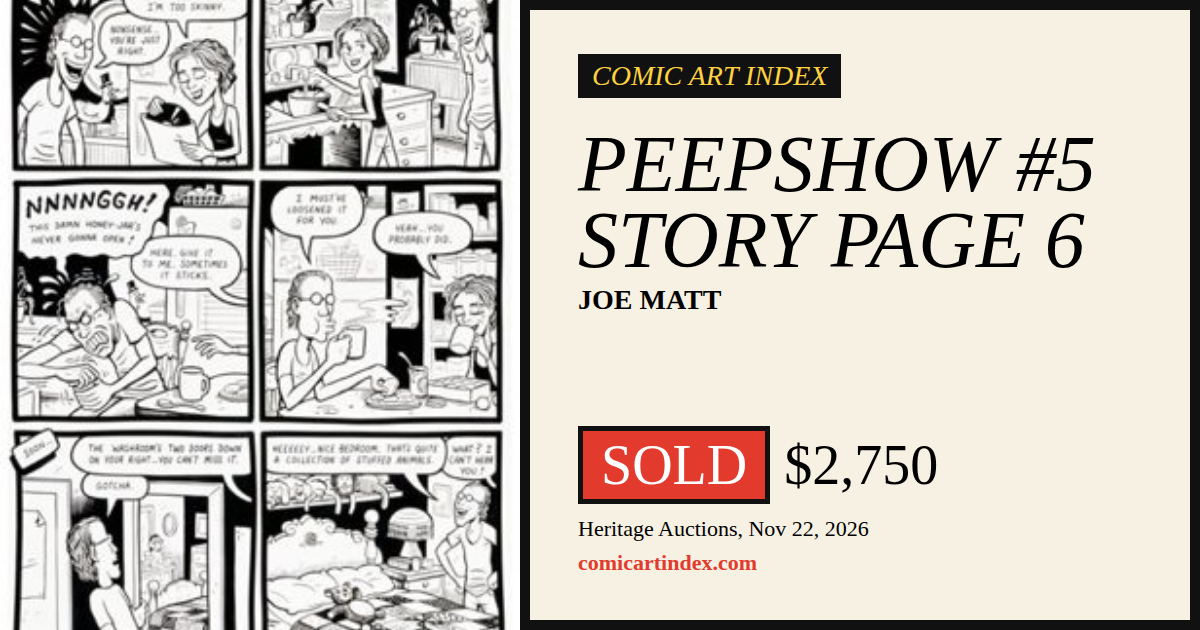 I'M TOO SKINNY.
NONSENSE...
YOU'RE JUST
RIGHT.
NNNNGGH!
THIS DAMN HONEY JAR'S
NEVER GONNA OPEN!
HERE. GIVE IT
TO ME. SOMETIMES
IT STICKS.
I MUST'VE
LOOSENED IT
FOR YOU.
YEAH...YOU
PROBABLY DID.
SOON...
THE WASHROOM'S TWO DOORS DOWN
ON YOUR RIGHT...YOU CAN'T MISS IT.
GOTCHA.
HEEEEEY...NICE BEDROOM. THAT'S QUITE
A COLLECTION OF STUFFED ANIMALS.
WHAT? I
CAN'T HEAR
YOU!
COMIC ART INDEX
PEEPSHOW #5
STORY PAGE 6
JOE MATT
SOLD $2,750
Heritage Auctions, Nov 22, 2026
comicartindex.com